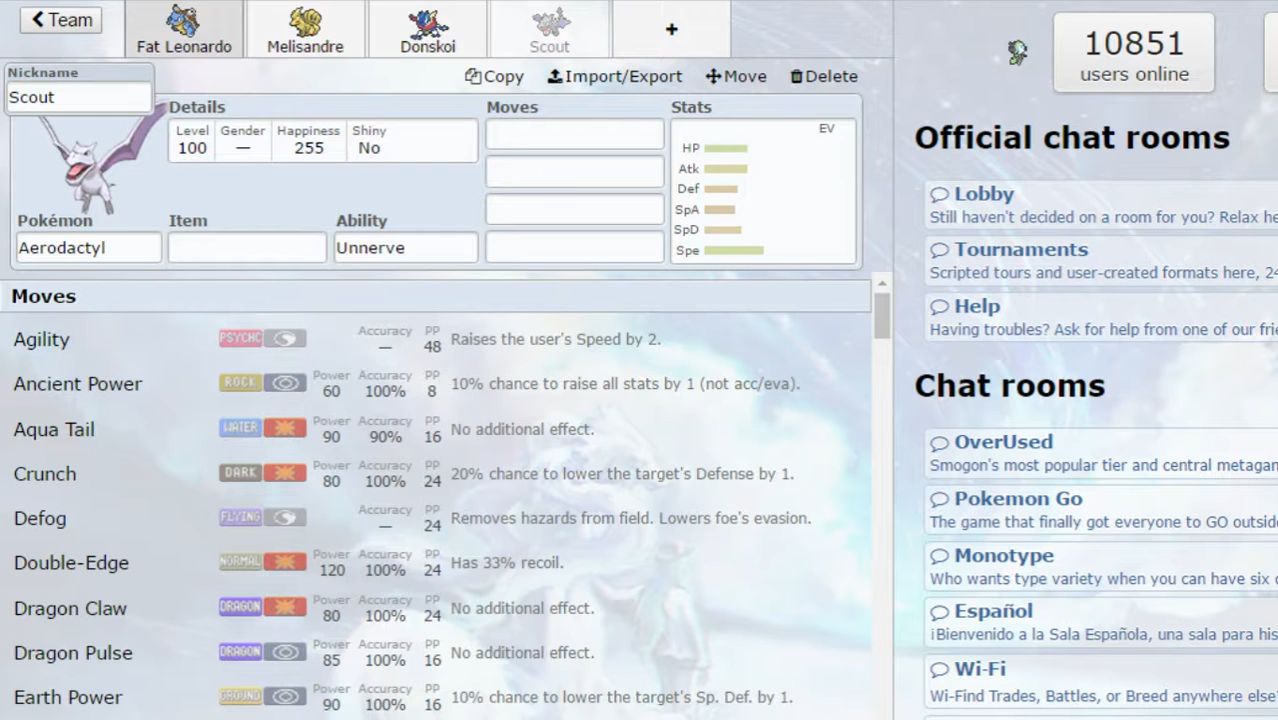 Team
Fat Leonardo
Melisandre
Donskoi
Scout
+
10851
users online
Nickname
Scout
Copy
Import/Export
Move
Delete
Details
Moves
Stats
Level
100
Gender
—
Happiness
255
Shiny
No
EV
HP
Atk
Def
SpA
SpD
Spe
Pokémon
Aerodactyl
Item
Ability
Unnerve
Moves
Agility PSYCHC Accuracy — PP 48 Raises the user's Speed by 2.
Ancient Power ROCK Power 60 Accuracy 100% PP 8 10% chance to raise all stats by 1 (not acc/eva).
Aqua Tail WATER Power 90 Accuracy 90% PP 16 No additional effect.
Crunch DARK Power 80 Accuracy 100% PP 24 20% chance to lower the target's Defense by 1.
Defog FLYING Accuracy — PP 24 Removes hazards from field. Lowers foe's evasion.
Double-Edge NORMAL Power 120 Accuracy 100% PP 24 Has 33% recoil.
Dragon Claw DRAGON Power 80 Accuracy 100% PP 24 No additional effect.
Dragon Pulse DRAGON Power 85 Accuracy 100% PP 16 No additional effect.
Earth Power GROUND Power 90 Accuracy 100% PP 16 10% chance to lower the target's Sp. Def. by 1.
Official chat rooms
Lobby
Still haven't decided on a room for you? Relax he
Tournaments
Scripted tours and user-created formats here, 24
Help
Having troubles? Ask for help from one of our frie
Chat rooms
OverUsed
Smogon's most popular tier and central metagam
Pokemon Go
The game that finally got everyone to GO outside
Monotype
Who wants type variety when you can have six o
Español
¡Bienvenido a la Sala Española, una sala para his
Wi-Fi
Wi-Find Trades, Battles, or Breed anywhere else